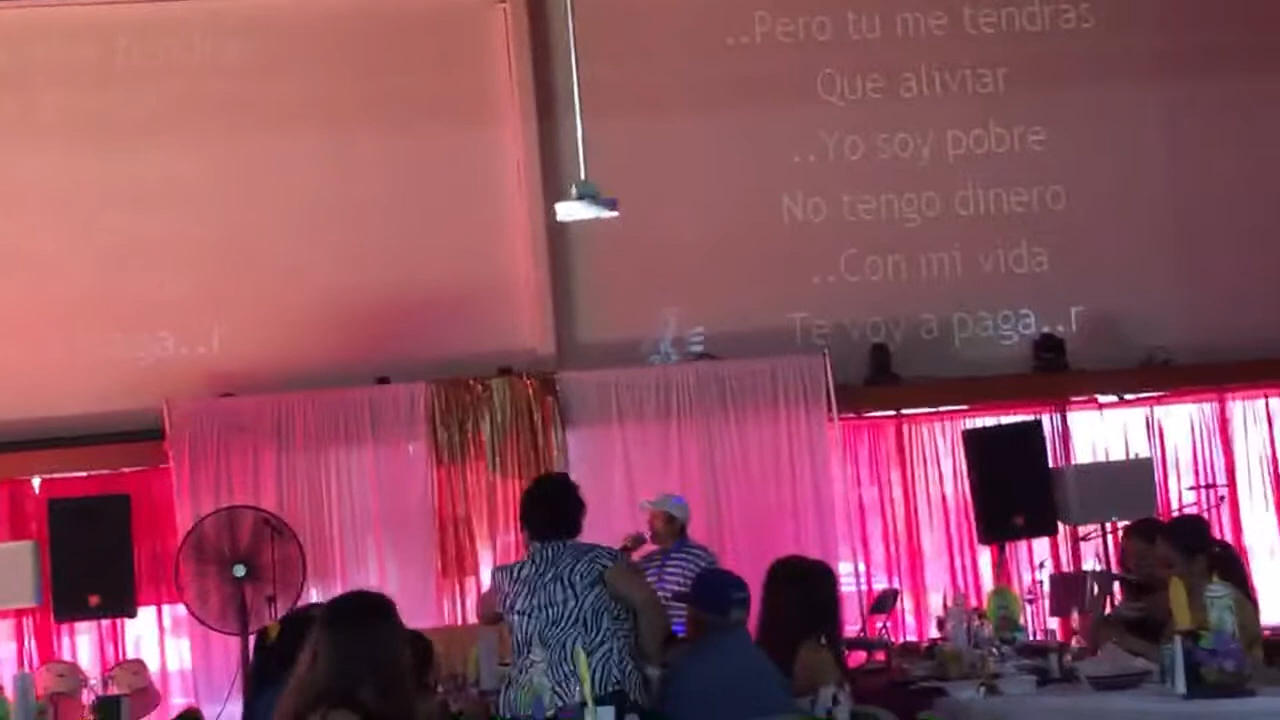 ..Pero tu me tendras
Que aliviar
..Yo soy pobre
No tengo dinero
..Con mi vida
Te voy a paga..r